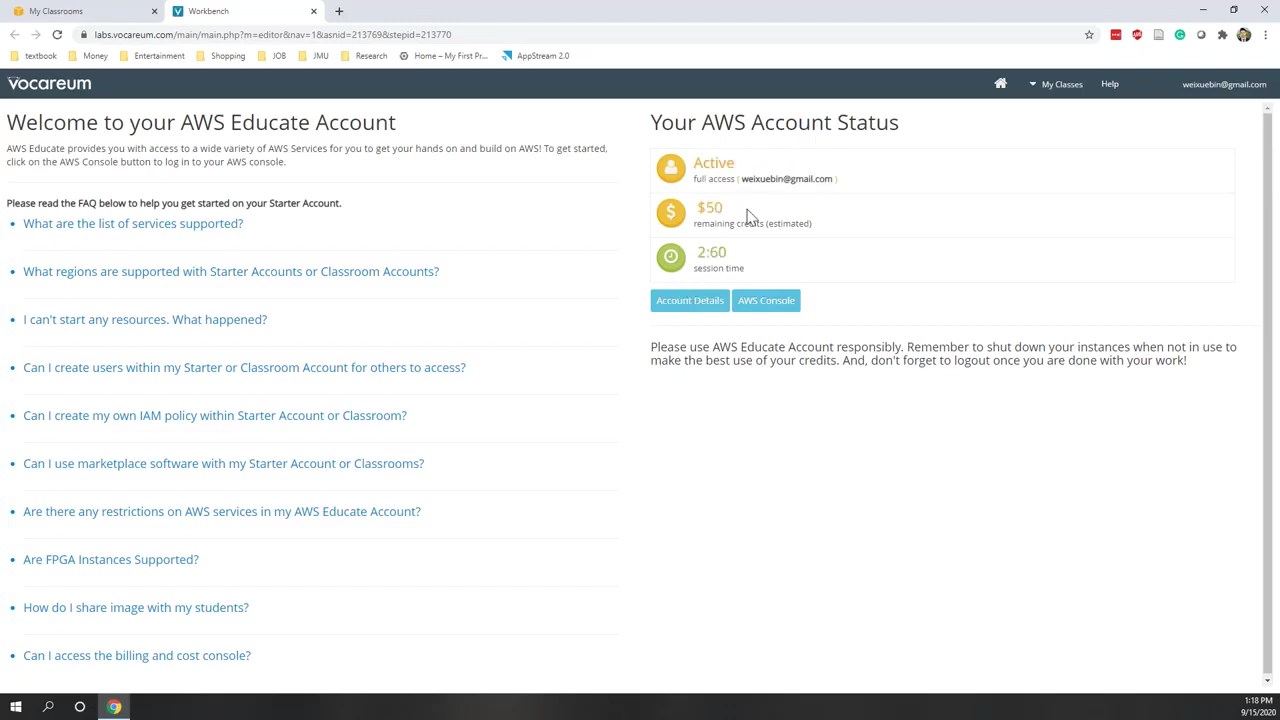 My Classrooms
Workbench
labs.vocareum.com/main/main.php?m=editor&nav=1&asnid=213769&stepid=213770
textbook
Money
Entertainment
Shopping
JOB
JMU
Research
Home – My First Pr...
AppStream 2.0
vocareum
My Classes
Help
weixuebin@gmail.com
Welcome to your AWS Educate Account
AWS Educate provides you with access to a wide variety of AWS Services for you to get your hands on and build on AWS! To get started,
click on the AWS Console button to log in to your AWS console.
Please read the FAQ below to help you get started on your Starter Account.
What are the list of services supported?
What regions are supported with Starter Accounts or Classroom Accounts?
I can't start any resources. What happened?
Can I create users within my Starter or Classroom Account for others to access?
Can I create my own IAM policy within Starter Account or Classroom?
Can I use marketplace software with my Starter Account or Classrooms?
Are there any restrictions on AWS services in my AWS Educate Account?
Are FPGA Instances Supported?
How do I share image with my students?
Can I access the billing and cost console?
Your AWS Account Status
Active
full access ( weixuebin@gmail.com )
$50
remaining credits (estimated)
2:60
session time
Account Details
AWS Console
Please use AWS Educate Account responsibly. Remember to shut down your instances when not in use to
make the best use of your credits. And, don't forget to logout once you are done with your work!
1:18 PM
9/15/2020